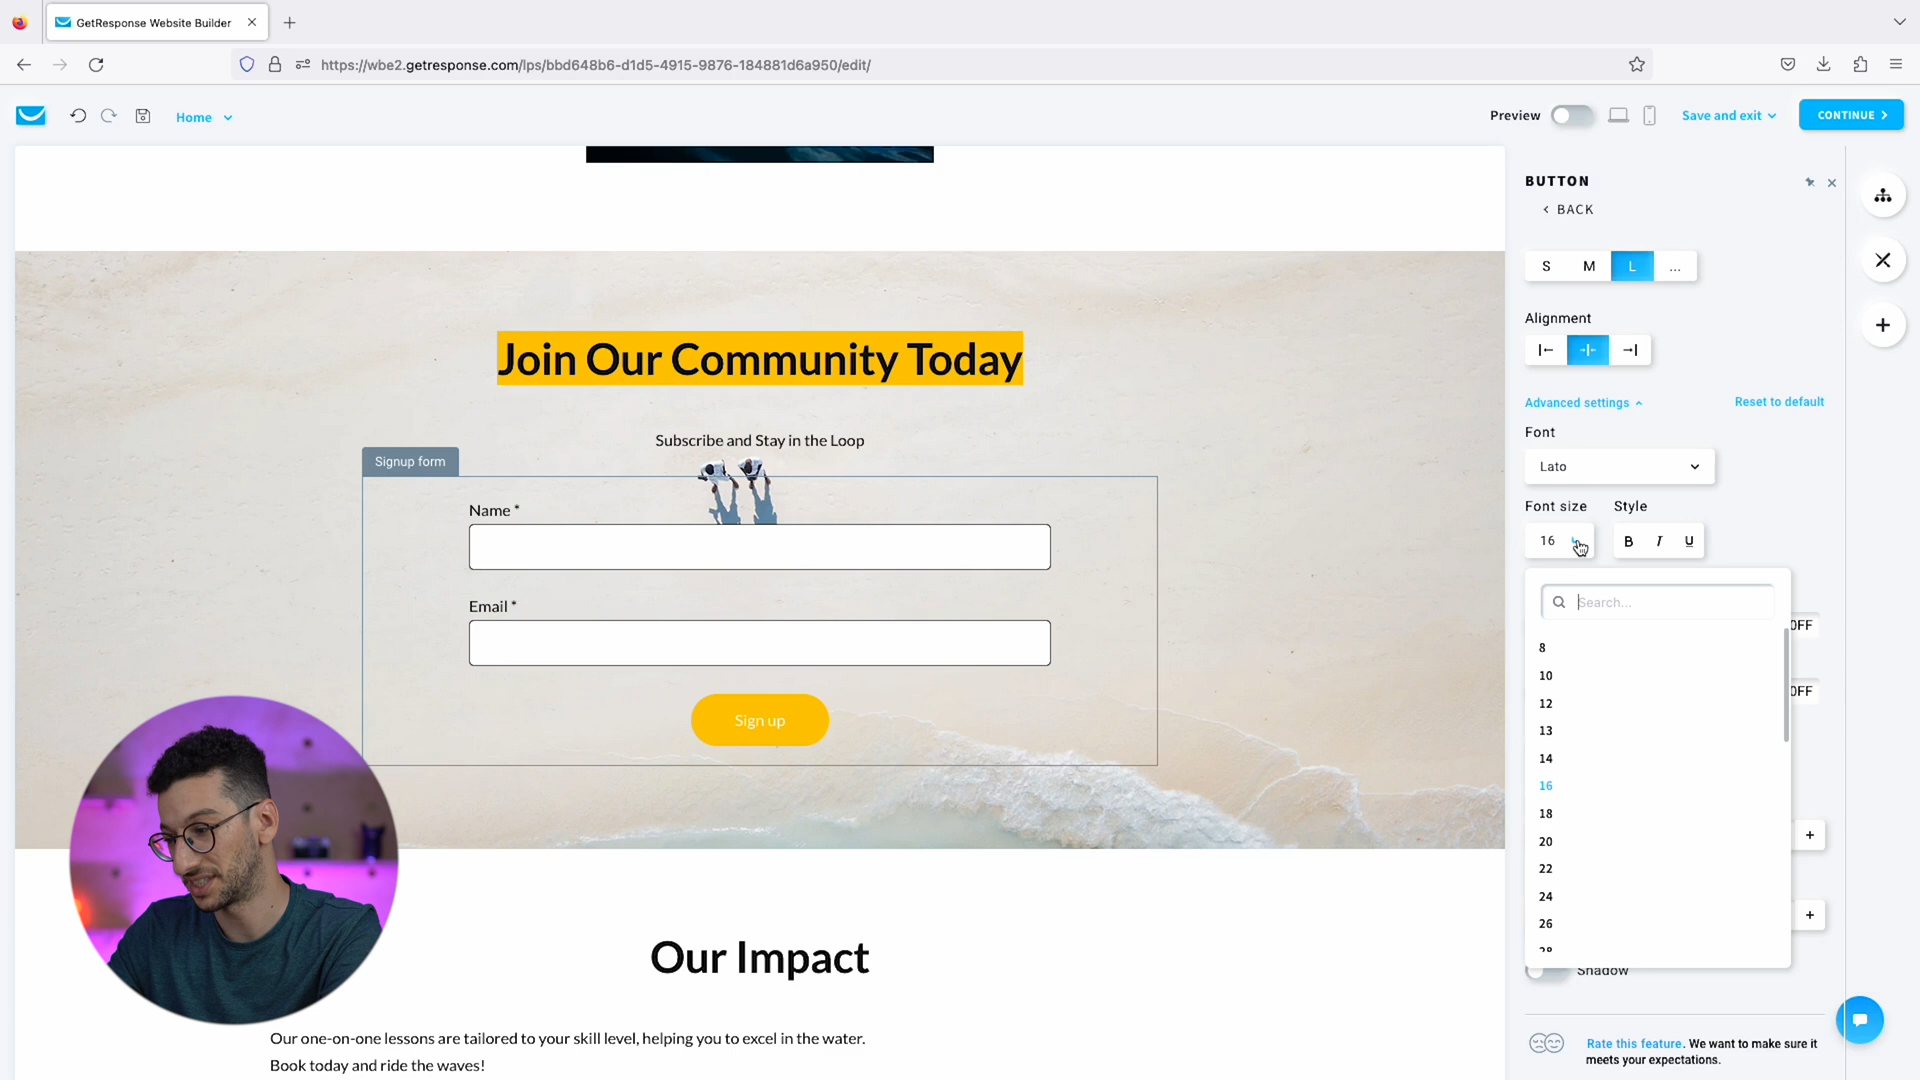 GetResponse Website Builder
https://wbe2.getresponse.com/lps/bbd648b6-d1d5-4915-9876-184881d6a950/edit/
Home
Preview
Save and exit
CONTINUE
Join Our Community Today
Subscribe and Stay in the Loop
Signup form
Name *
Email *
Sign up
Our Impact
Our one-on-one lessons are tailored to your skill level, helping you to excel in the water.
Book today and ride the waves!
BUTTON
BACK
S M L ...
Alignment
Advanced settings
Reset to default
Font
Lato
Font size Style
16 B I U
Search...
OFF
8
10
OFF
12
13
14
16
18
20
22
24
26
28
Shadow
Rate this feature. We want to make sure it
meets your expectations.